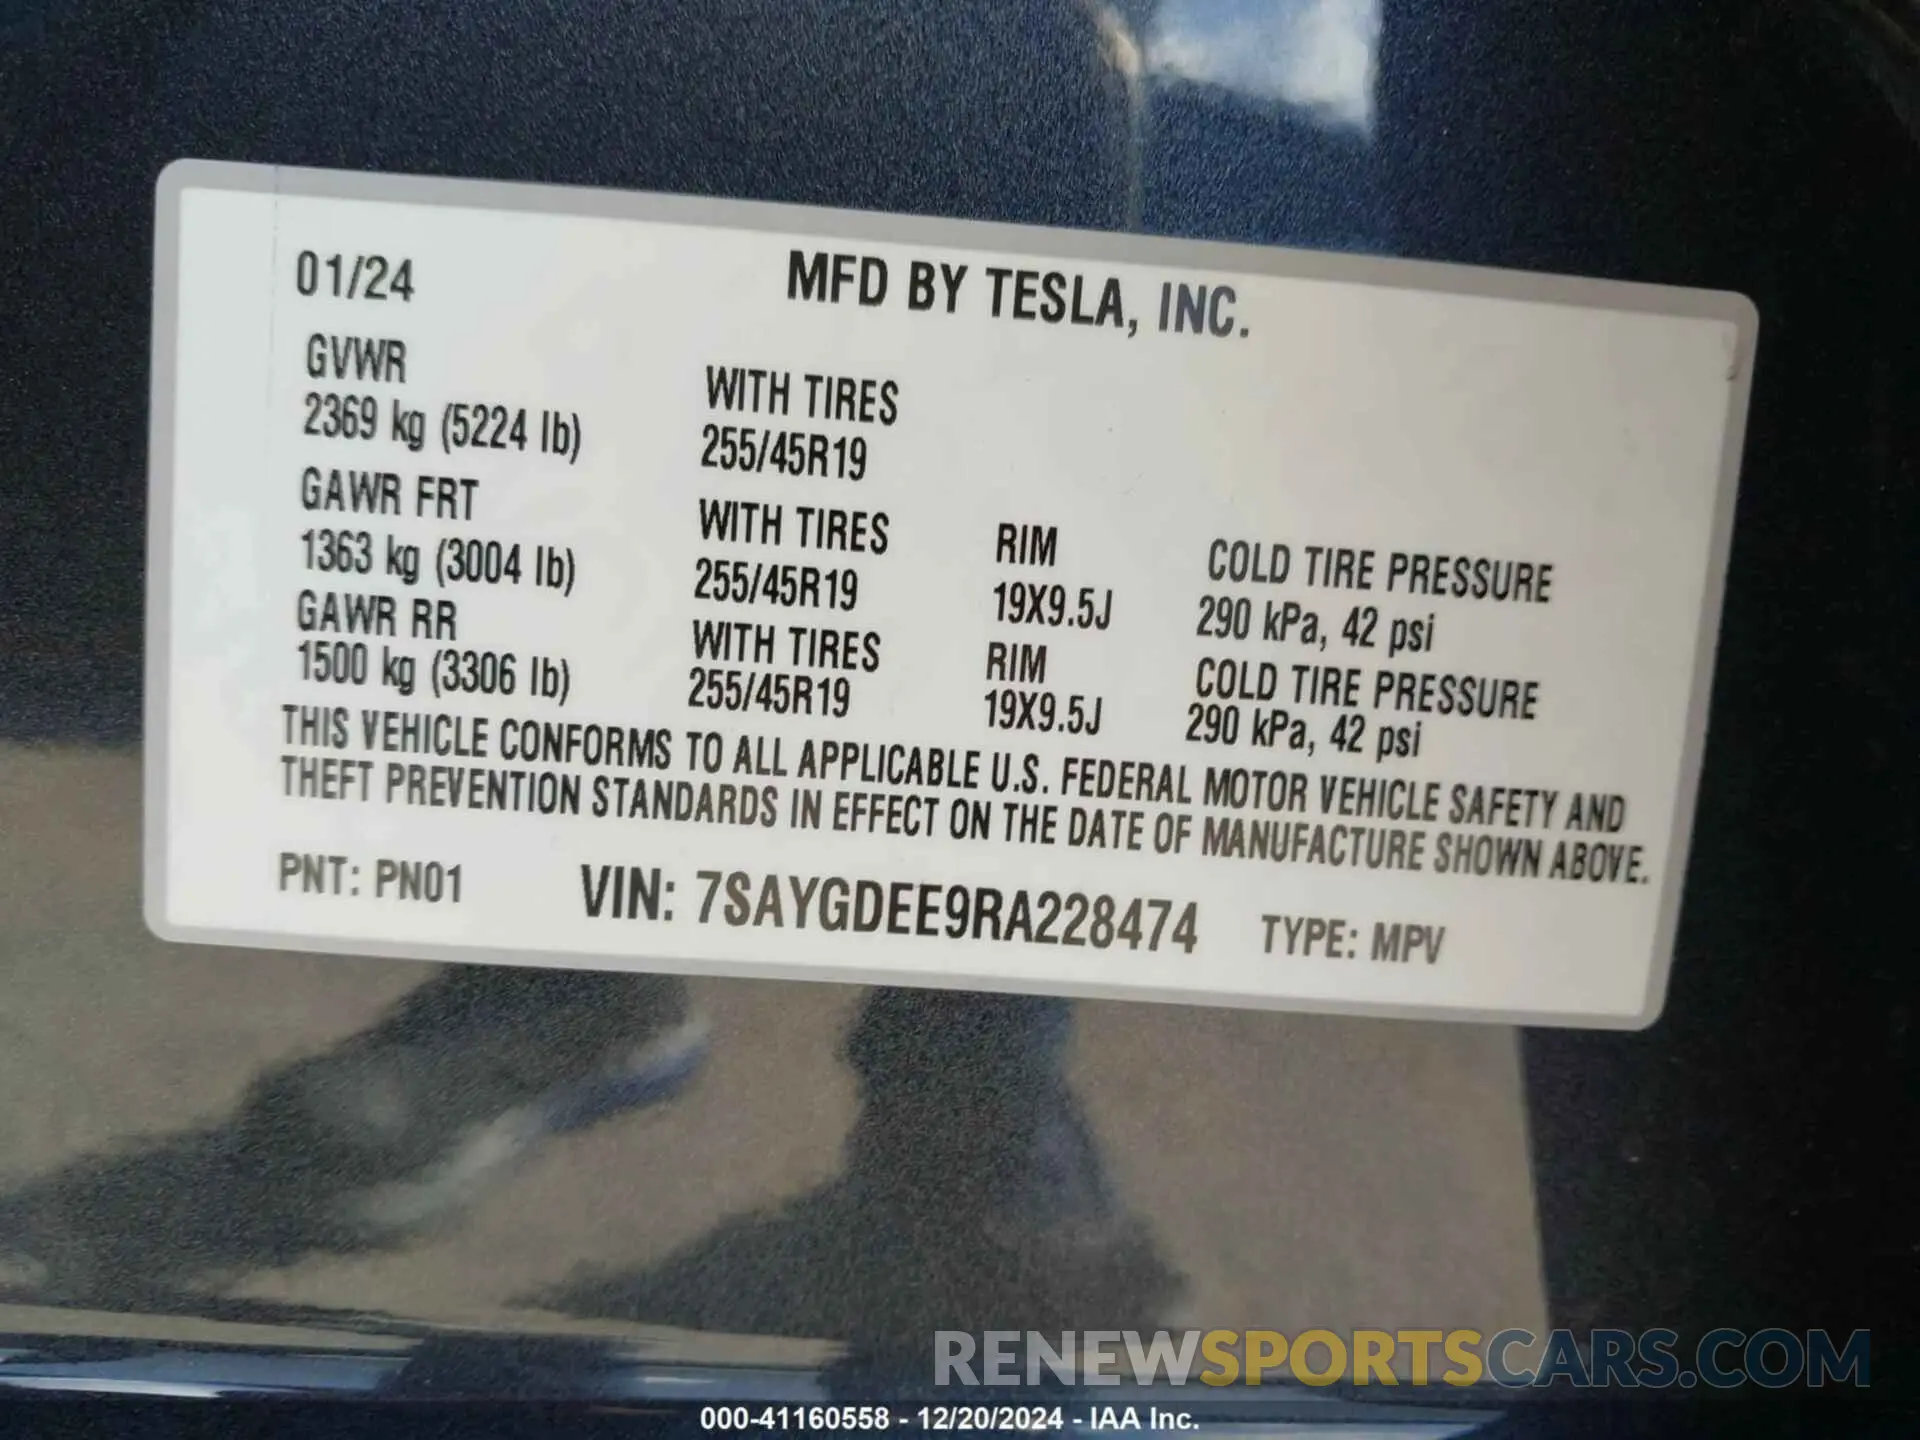 01/24 MFD BY TESLA, INC.
GVWR WITH TIRES
2369 kg (5224 lb) 255/45R19
GAWR FRT WITH TIRES RIM COLD TIRE PRESSURE
1363 kg (3004 lb) 255/45R19 19X9.5J 290 kPa, 42 psi
GAWR RR WITH TIRES RIM COLD TIRE PRESSURE
1500 kg (3306 lb) 255/45R19 19X9.5J 290 kPa, 42 psi
THIS VEHICLE CONFORMS TO ALL APPLICABLE U.S. FEDERAL MOTOR VEHICLE SAFETY AND
THEFT PREVENTION STANDARDS IN EFFECT ON THE DATE OF MANUFACTURE SHOWN ABOVE.
PNT: PN01 VIN: 7SAYGDEE9RA228474 TYPE: MPV
RENEWSPORTSCARS.COM
000-41160558 - 12/20/2024 - IAA Inc.